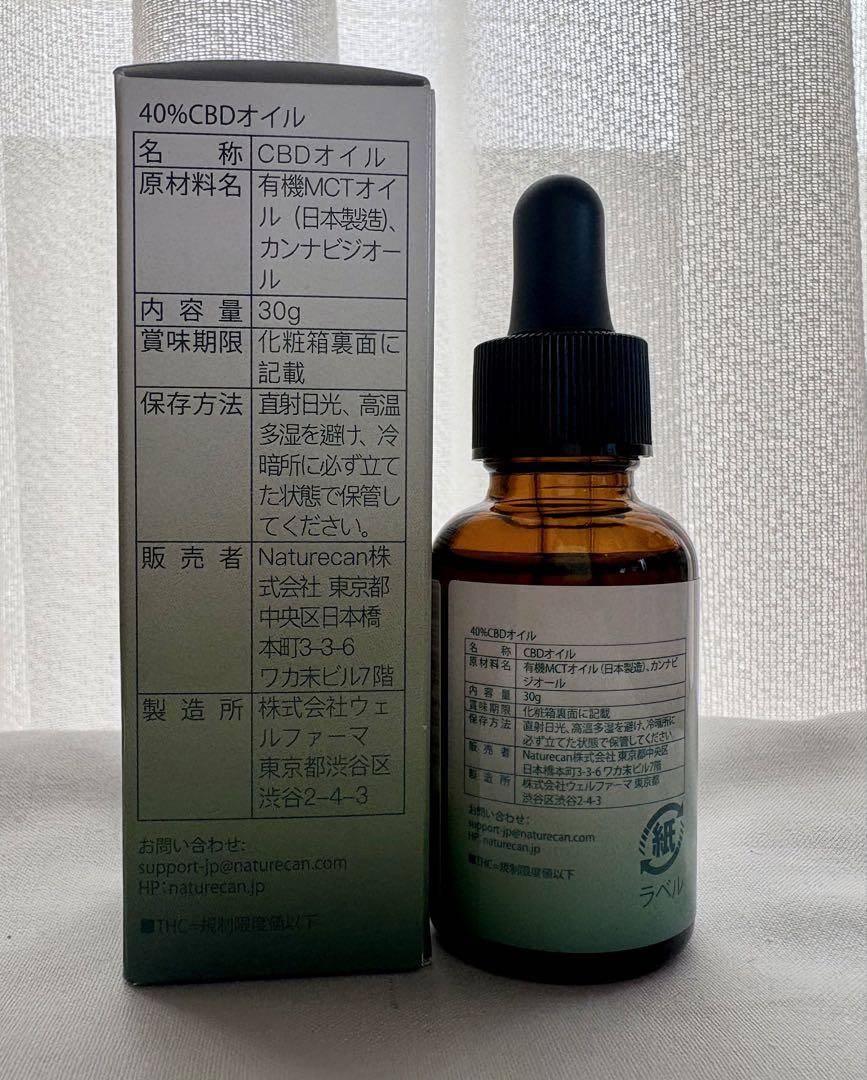 40%CBDオイル
名 称 CBDオイル
原材料名 有機MCTオイ
ル（日本製造)、
カンナビジオー
ル
内容量 30g
賞味期限 化粧箱裏面に
記載
保存方法 直射日光、高温
多湿を避け、冷
暗所に必ず立て
た状態で保管し
てください。
販売者 Naturecan株
式会社 東京都
中央区日本橋
本町3-3-6
ワカ末ビル7階
製造所 株式会社ウェ
ルファーマ
東京都渋谷区
渋谷2-4-3
お問い合わせ:
support-jp@naturecan.com
HP:naturecan.jp
■THC=規制限度値以下
40%CBDオイル
名 称 CBDオイル
原材料名 有機MCTオイル（日本製造）、カンナビ
ジオール
内容量 30g
賞味期限 化粧箱裏面に記載
保存方法 直射日光、高温多湿を避け、冷暗所に
必ず立てた状態で保管してください。
販売者 Naturecan株式会社 東京都中央区
日本橋本町3-3-6 ワカ末ビル7階
製造所 株式会社ウェルファーマ 東京都
渋谷区渋谷2-4-3
お問い合わせ:
support-jp@naturecan.com
HP:naturecan.jp
■THC=規制限度値以下
紙
ラベル